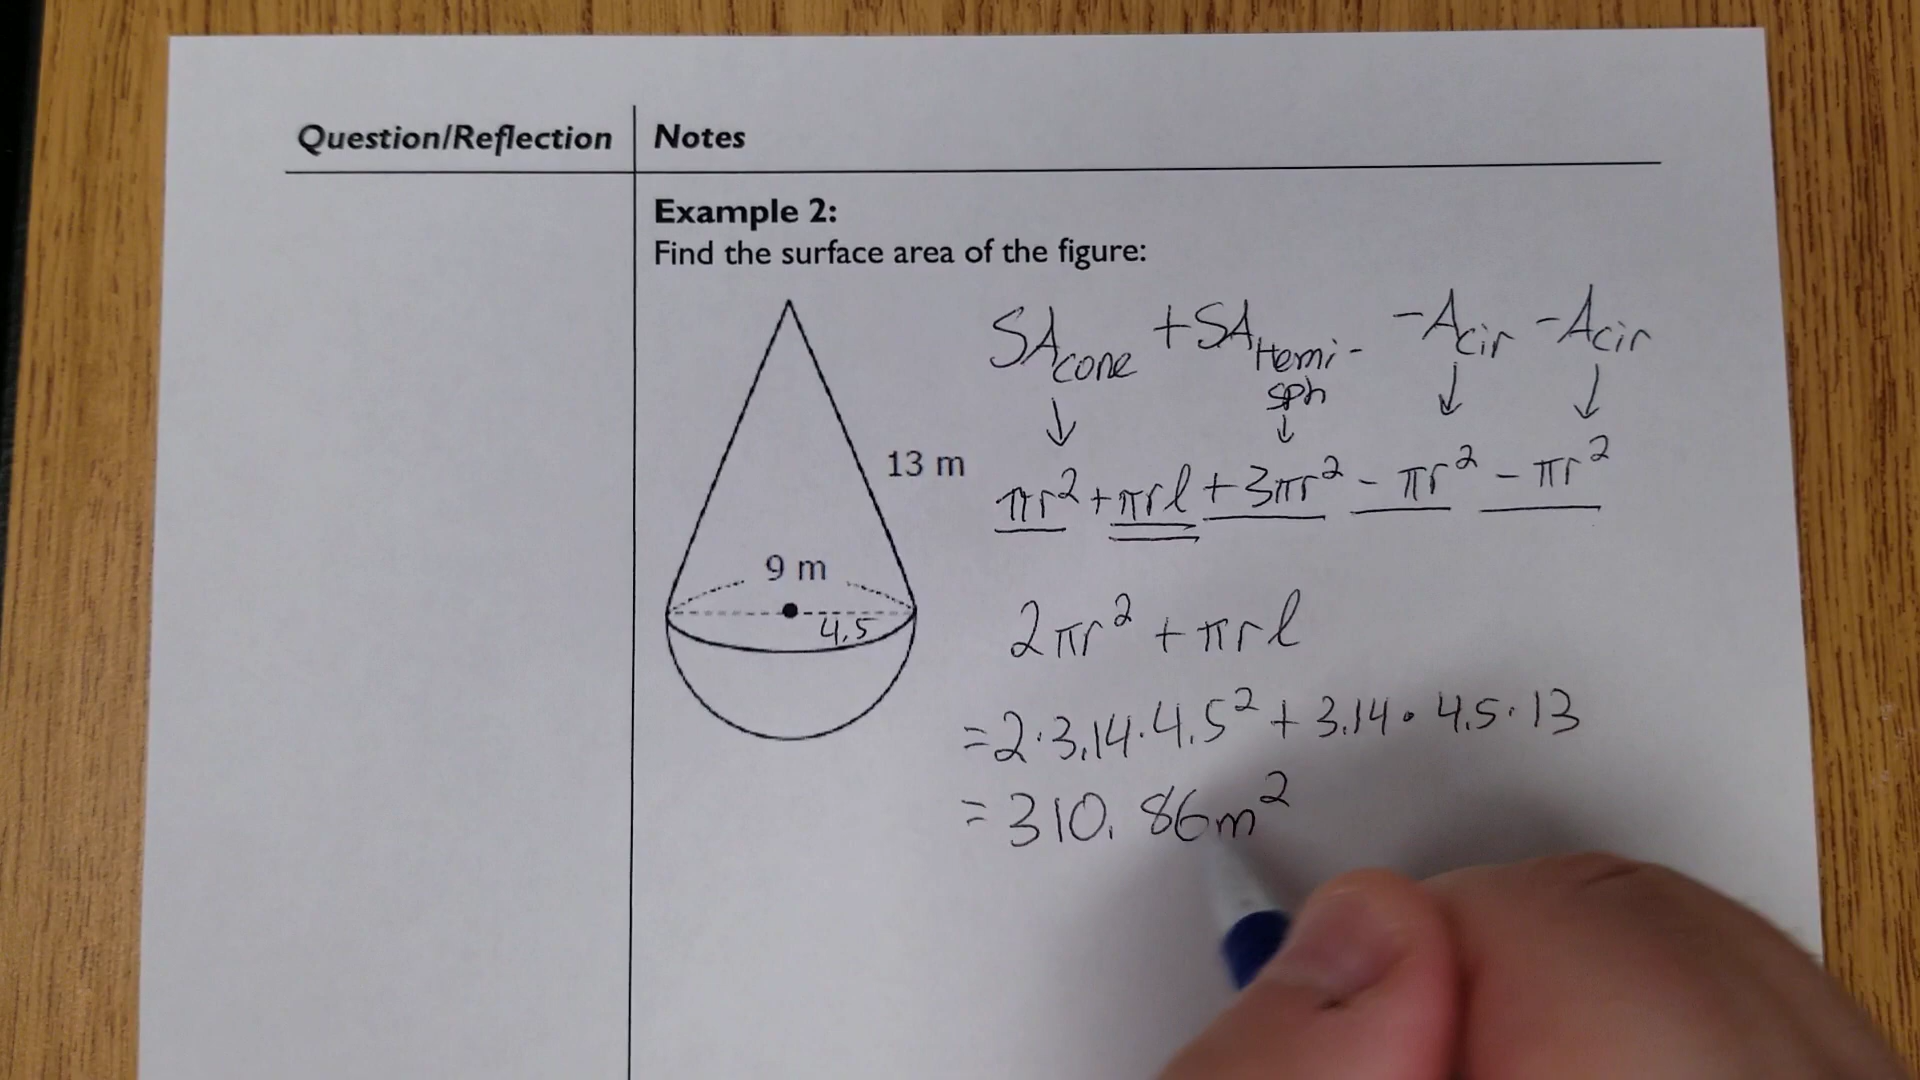 Question/Reflection Notes
Example 2:
Find the surface area of the figure:
SAcone + SAHemi- - Acir - Acir
sph
↓ ↓ ↓ ↓
πr² + πrl + 3πr² - πr² - πr²
13 m
9 m
4.5
2πr² + πrl
= 2·3.14·4.5² + 3.14·4.5·13
= 310.86m²